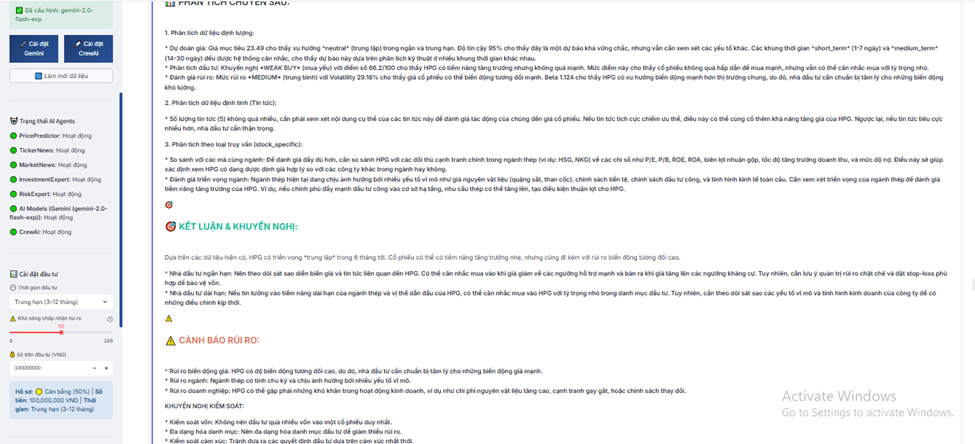 Đã cấu hình: gemini-2.0-
flash-exp
Cài đặt
Gemini
Cài đặt
CrewAI
Làm mới dữ liệu
Trạng thái AI Agents
PricePredictor: Hoạt động
TickerNews: Hoạt động
MarketNews: Hoạt động
InvestmentExpert: Hoạt động
RiskExpert: Hoạt động
AI Models (Gemini (gemini-2.0-
flash-exp)): Hoạt động
CrewAI: Hoạt động
Cài đặt đầu tư
Thời gian đầu tư
Trung hạn (3-12 tháng)
Khả năng chấp nhận rủi ro
50
0
100
Số tiền đầu tư (VND)
100000000
Hồ sơ: Cân bằng (50%) | Số
tiền: 100,000,000 VND | Thời
gian: Trung hạn (3-12 tháng)
PHÂN TÍCH CHUYÊN SÂU:
1. Phân tích dữ liệu định lượng:
* Dự đoán giá: Giá mục tiêu 23.49 cho thấy xu hướng *neutral* (trung lập) trong ngắn và trung hạn. Độ tin cậy 95% cho thấy đây là một dự báo khá vững chắc, nhưng vẫn cần xem xét các yếu tố khác. Các khung thời gian *short_term* (1-7 ngày) và *medium_term*
(14-30 ngày) đều được hệ thống cân nhắc, cho thấy dự báo này dựa trên phân tích kỹ thuật ở nhiều khung thời gian khác nhau.
* Phân tích đầu tư: Khuyến nghị *WEAK BUY* (mua yếu) với điểm số 66.2/100 cho thấy HPG có tiềm năng tăng trưởng nhưng không quá mạnh. Mức điểm này cho thấy cổ phiếu không quá hấp dẫn để mua mạnh, nhưng vẫn có thể cân nhắc mua với tỷ trọng nhỏ.
* Đánh giá rủi ro: Mức rủi ro *MEDIUM* (trung bình) với Volatility 29.18% cho thấy giá cổ phiếu có thể biến động tương đối mạnh. Beta 1.124 cho thấy HPG có xu hướng biến động mạnh hơn thị trường chung, do đó, nhà đầu tư cần chuẩn bị tâm lý cho những biến động
khó lường.
2. Phân tích dữ liệu định tính (Tin tức):
* Số lượng tin tức (5) không quá nhiều, cần phải xem xét nội dung cụ thể của các tin tức này để đánh giá tác động của chúng đến giá cổ phiếu. Nếu tin tức tích cực chiếm ưu thế, điều này có thể củng cố thêm khả năng tăng giá của HPG. Ngược lại, nếu tin tức tiêu cực
nhiều hơn, nhà đầu tư cần thận trọng.
3. Phân tích theo loại truy vấn (stock_specific):
* So sánh với các mã cùng ngành: Để đánh giá đầy đủ hơn, cần so sánh HPG với các đối thủ cạnh tranh chính trong ngành thép (ví dụ: HSG, NKG) về các chỉ số như P/E, P/B, ROE, ROA, biên lợi nhuận gộp, tốc độ tăng trưởng doanh thu, và mức độ nợ. Điều này sẽ giúp
xác định xem HPG có đang được định giá hợp lý so với các công ty khác trong ngành hay không.
* Đánh giá triển vọng ngành: Ngành thép hiện tại đang chịu ảnh hưởng bởi nhiều yếu tố vĩ mô như giá nguyên vật liệu (quặng sắt, than cốc), chính sách tiền tệ, chính sách đầu tư công, và tình hình kinh tế toàn cầu. Cần xem xét triển vọng của ngành thép để đánh giá
tiềm năng tăng trưởng của HPG. Ví dụ, nếu chính phủ đẩy mạnh đầu tư công vào cơ sở hạ tầng, nhu cầu thép có thể tăng lên, tạo điều kiện thuận lợi cho HPG.
KẾT LUẬN & KHUYẾN NGHỊ:
Dựa trên các dữ liệu hiện có, HPG có triển vọng *trung lập* trong 6 tháng tới. Cổ phiếu có thể có tiềm năng tăng trưởng nhẹ, nhưng cũng đi kèm với rủi ro biến động tương đối cao.
* Nhà đầu tư ngắn hạn: Nên theo dõi sát sao diễn biến giá và tin tức liên quan đến HPG. Có thể cân nhắc mua vào khi giá giảm về các ngưỡng hỗ trợ mạnh và bán ra khi giá tăng lên các ngưỡng kháng cự. Tuy nhiên, cần lưu ý quản trị rủi ro chặt chẽ và đặt stop-loss phù
hợp để bảo vệ vốn.
* Nhà đầu tư dài hạn: Nếu tin tưởng vào tiềm năng dài hạn của ngành thép và vị thế dẫn đầu của HPG, có thể cân nhắc mua vào HPG với tỷ trọng nhỏ trong danh mục đầu tư. Tuy nhiên, cần theo dõi sát sao các yếu tố vĩ mô và tình hình kinh doanh của công ty để có
những điều chỉnh kịp thời.
CẢNH BÁO RỦI RO:
* Rủi ro biến động giá: HPG có độ biến động tương đối cao, do đó, nhà đầu tư cần chuẩn bị tâm lý cho những biến động giá mạnh.
* Rủi ro ngành: Ngành thép có tính chu kỳ và chịu ảnh hưởng bởi nhiều yếu tố vĩ mô.
* Rủi ro doanh nghiệp: HPG có thể gặp phải những khó khăn trong hoạt động kinh doanh, ví dụ như chi phí nguyên vật liệu tăng cao, cạnh tranh gay gắt, hoặc chính sách thay đổi.
KHUYẾN NGHỊ KIỂM SOÁT:
* Kiểm soát vốn: Không nên đầu tư quá nhiều vốn vào một cổ phiếu duy nhất.
* Đa dạng hóa danh mục: Nên đa dạng hóa danh mục đầu tư để giảm thiểu rủi ro.
* Kiểm soát cảm xúc: Tránh đưa ra các quyết định đầu tư dựa trên cảm xúc nhất thời.
Activate Windows
Go to Settings to activate Windows.